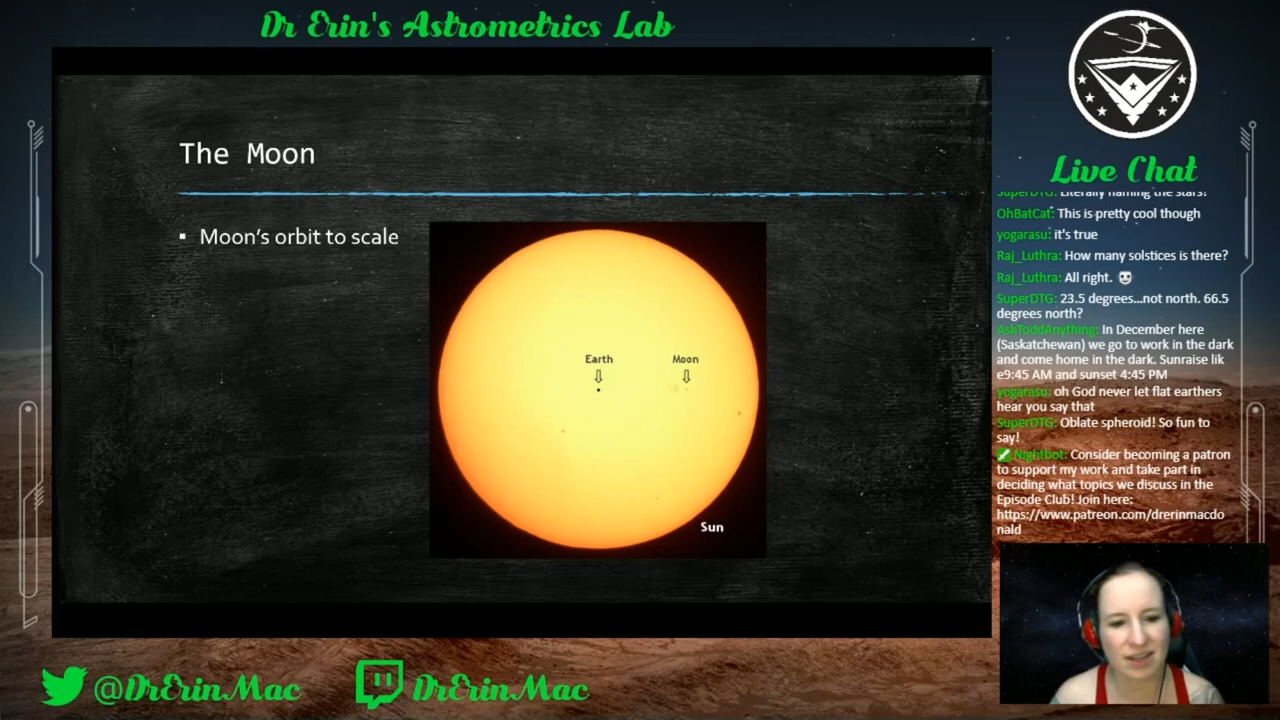 Dr Erin's Astrometrics Lab
The Moon
▪ Moon's orbit to scale
Earth
Moon
Sun
Live Chat
SuperDTG: Literally naming the stars!
OhBatCat: This is pretty cool though
yogarasu: it's true
Raj_Luthra: How many solstices is there?
Raj_Luthra: All right.
SuperDTG: 23.5 degrees...not north. 66.5
degrees north?
AskToddAnything: In December here
(Saskatchewan) we go to work in the dark
and come home in the dark. Sunraise lik
e9:45 AM and sunset 4:45 PM
yogarasu: oh God never let flat earthers
hear you say that
SuperDTG: Oblate spheroid! So fun to
say!
Nightbot: Consider becoming a patron
to support my work and take part in
deciding what topics we discuss in the
Episode Club! Join here:
https://www.patreon.com/drerinmacdo
nald
@DrErinMac
DrErinMac